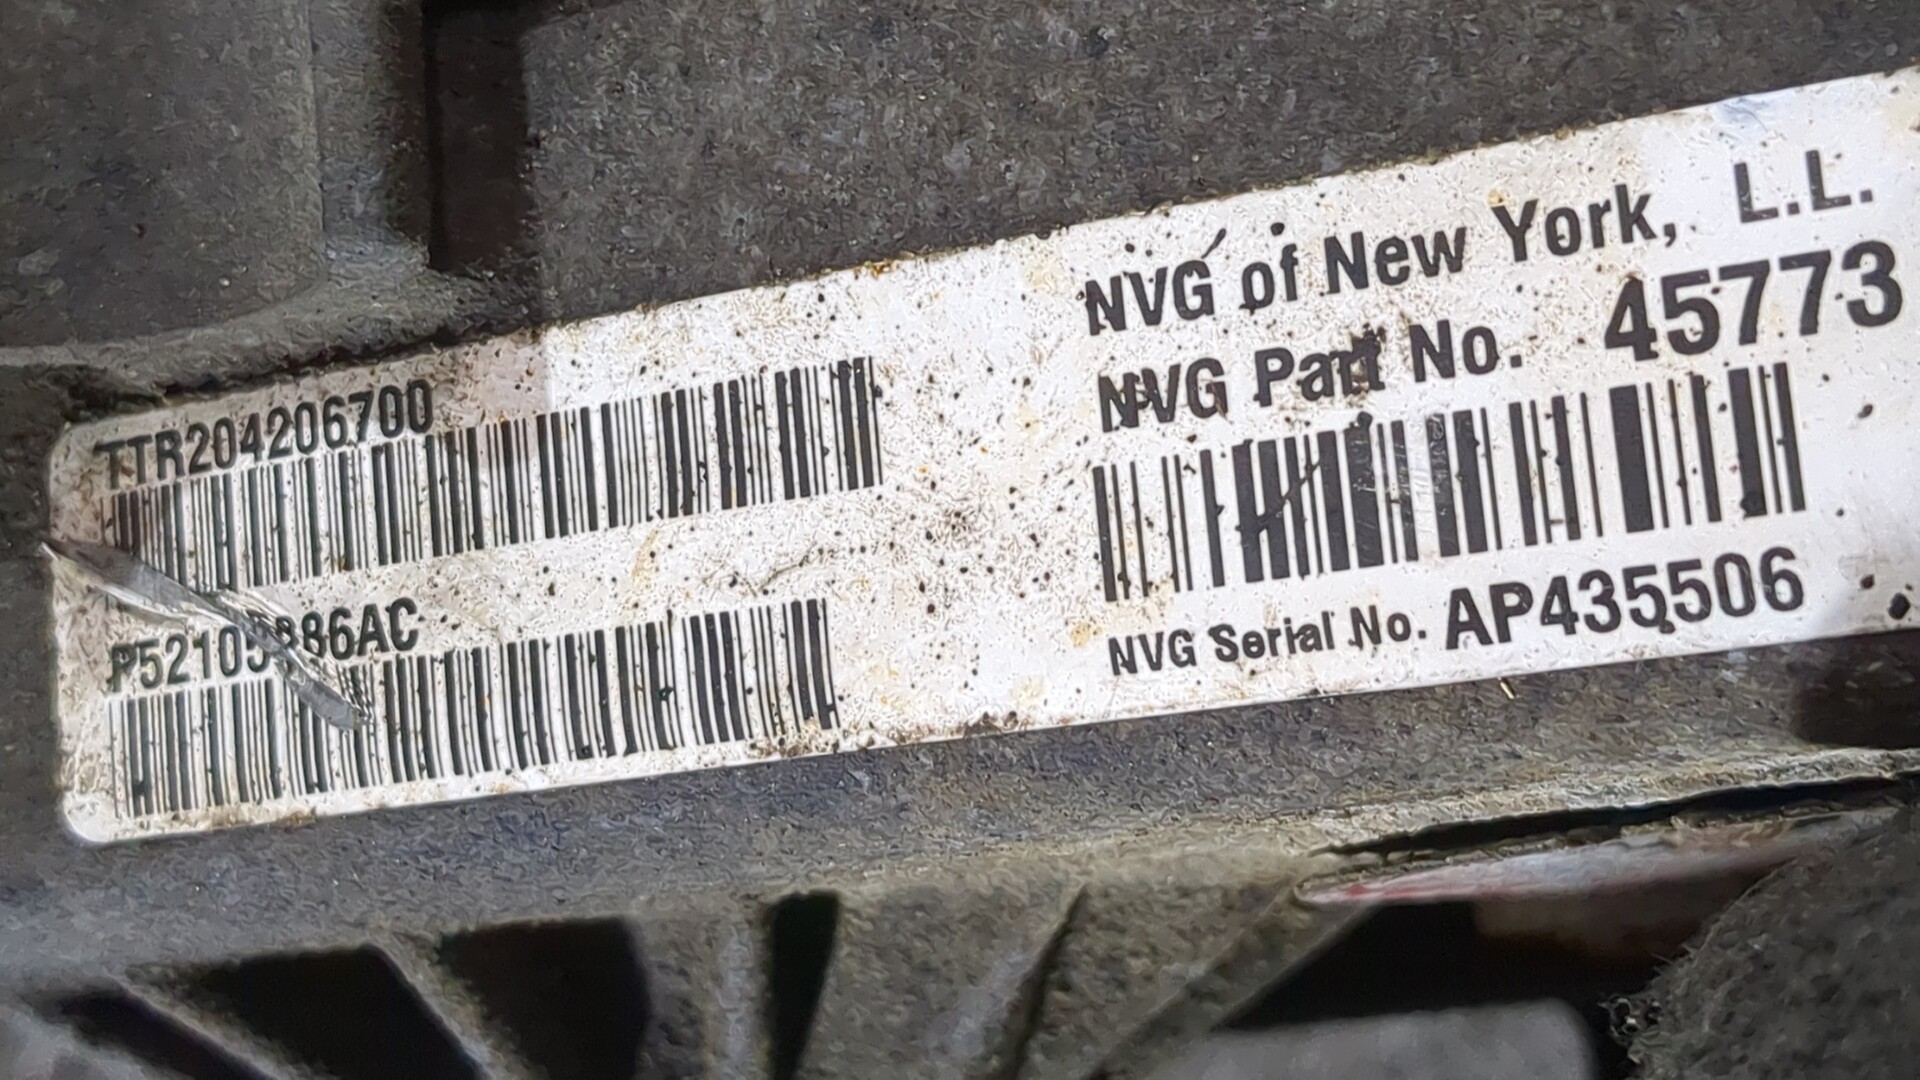 TTR204206700
NVG of New York, L.L.
NVG Part No. 45773
NVG Serial No. AP435506